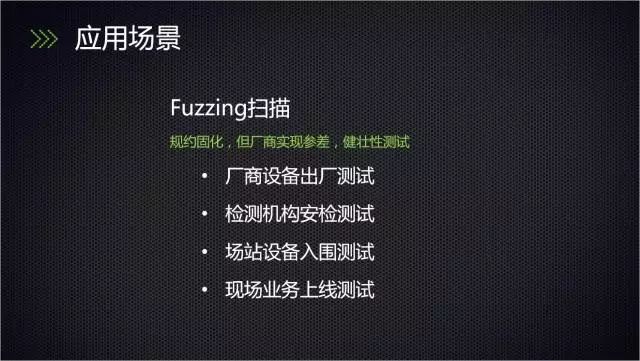 应用场景
Fuzzing扫描
规约固化，但厂商实现参差，健壮性测试
• 厂商设备出厂测试
• 检测机构安检测试
• 场站设备入围测试
• 现场业务上线测试